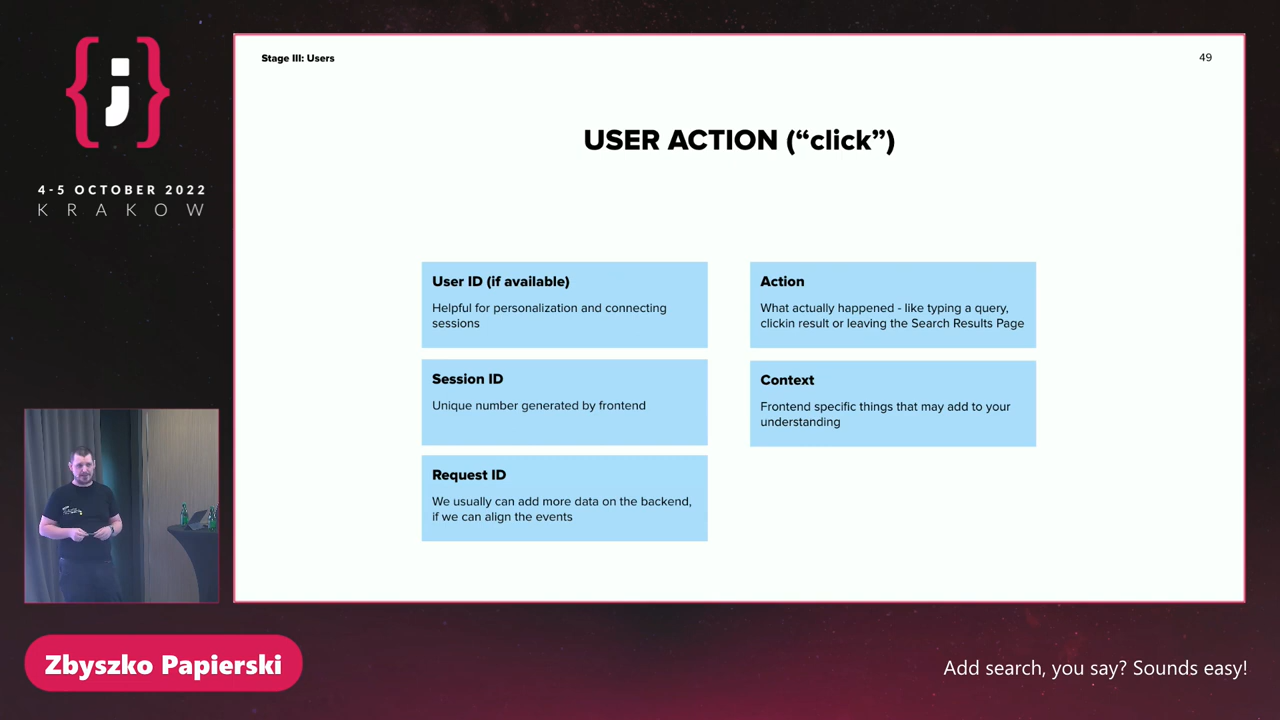 {;}
4-5 OCTOBER 2022
KRAKOW
Stage III: Users
49
USER ACTION (“click”)
User ID (if available)
Helpful for personalization and connecting
sessions
Session ID
Unique number generated by frontend
Request ID
We usually can add more data on the backend,
if we can align the events
Action
What actually happened - like typing a query,
clickin result or leaving the Search Results Page
Context
Frontend specific things that may add to your
understanding
Zbyszko Papierski
Add search, you say? Sounds easy!